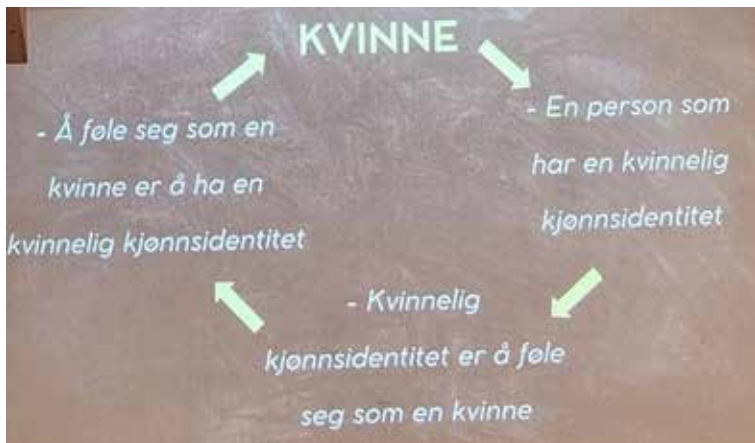 KVINNE
- En person som
har en kvinnelig
kjønnsidentitet
- Kvinnelig
kjønnsidentitet er å føle
seg som en kvinne
- Å føle seg som en
kvinne er å ha en
kvinnelig kjønnsidentitet